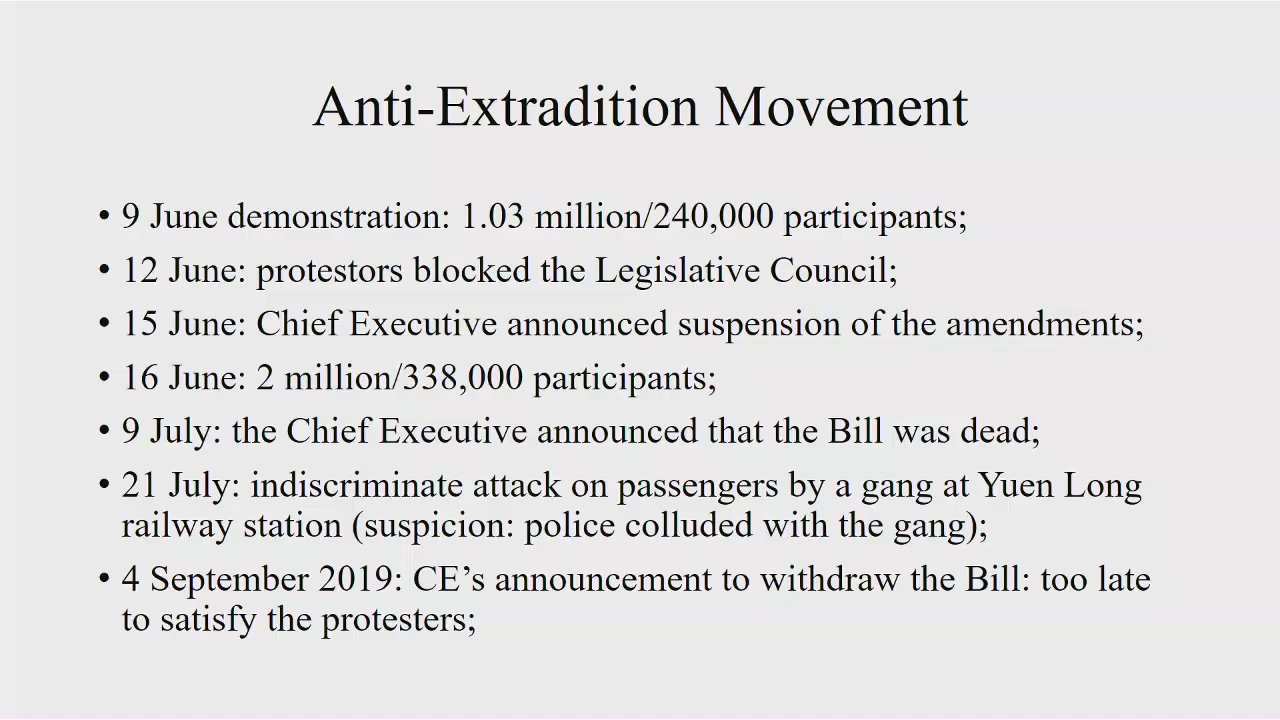 Anti-Extradition Movement
• 9 June demonstration: 1.03 million/240,000 participants;
• 12 June: protestors blocked the Legislative Council;
• 15 June: Chief Executive announced suspension of the amendments;
• 16 June: 2 million/338,000 participants;
• 9 July: the Chief Executive announced that the Bill was dead;
• 21 July: indiscriminate attack on passengers by a gang at Yuen Long
railway station (suspicion: police colluded with the gang);
• 4 September 2019: CE’s announcement to withdraw the Bill: too late
to satisfy the protesters;